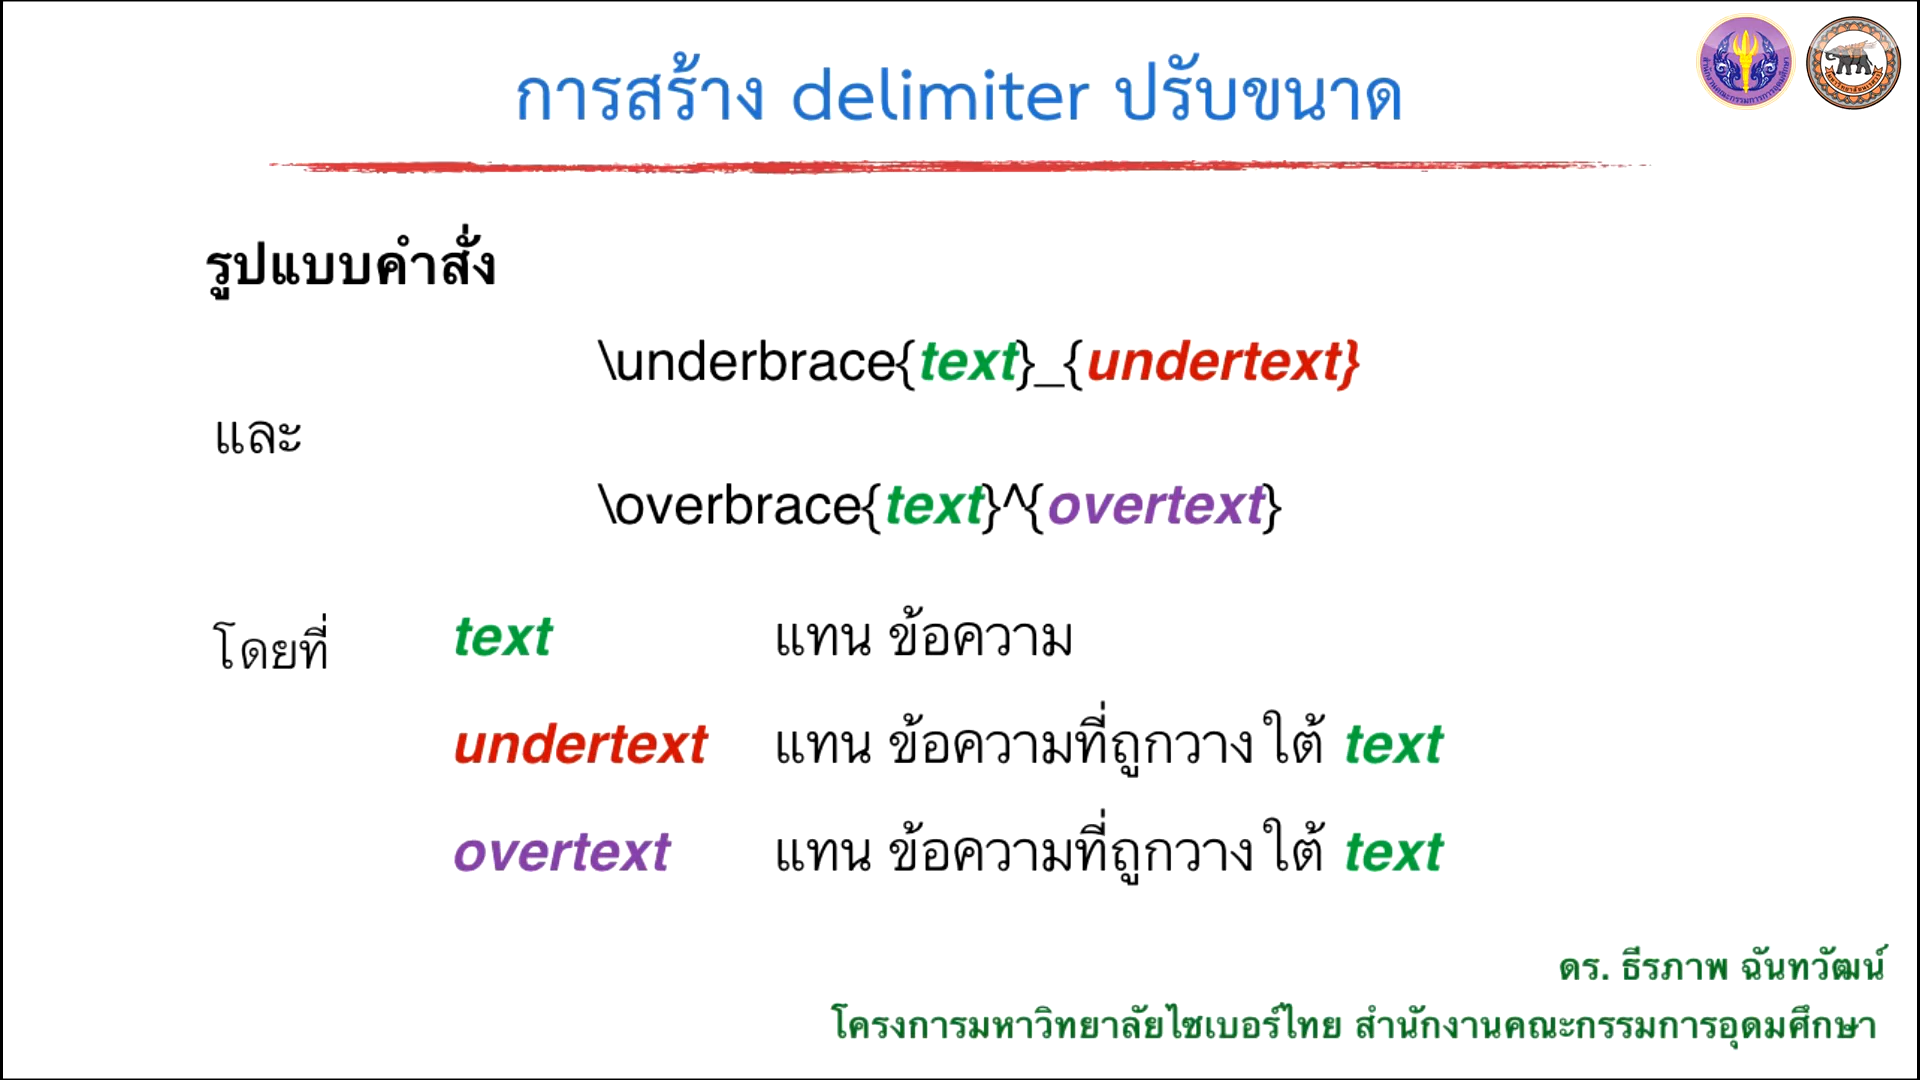 การสร้าง delimiter ปรับขนาด
รูปแบบคำสั่ง
\underbrace{text}_{undertext}
และ
\overbrace{text}^{overtext}
โดยที่ text แทน ข้อความ
undertext แทน ข้อความที่ถูกวางใต้ text
overtext แทน ข้อความที่ถูกวางใต้ text
ดร. ธีรภาพ ฉันทวัฒน์
โครงการมหาวิทยาลัยไซเบอร์ไทย สำนักงานคณะกรรมการอุดมศึกษา